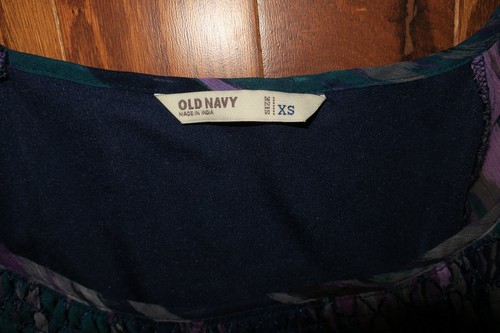 OLD NAVY
MADE IN INDIA
SIZE XS